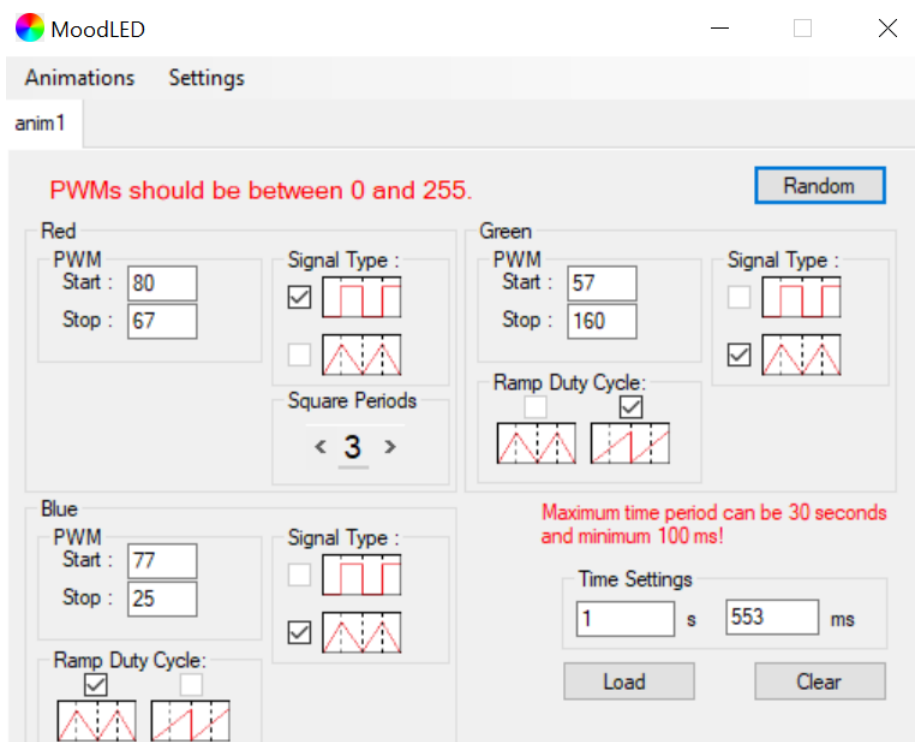 MoodLED
Animations Settings
anim1
PWMs should be between 0 and 255.
Random
Red
PWM
Start : 80
Stop : 67
Signal Type :
Square Periods
< 3 >
Green
PWM
Start : 57
Stop : 160
Signal Type :
Ramp Duty Cycle:
Blue
PWM
Start : 77
Stop : 25
Signal Type :
Ramp Duty Cycle:
Maximum time period can be 30 seconds
and minimum 100 ms!
Time Settings
1 s 553 ms
Load Clear